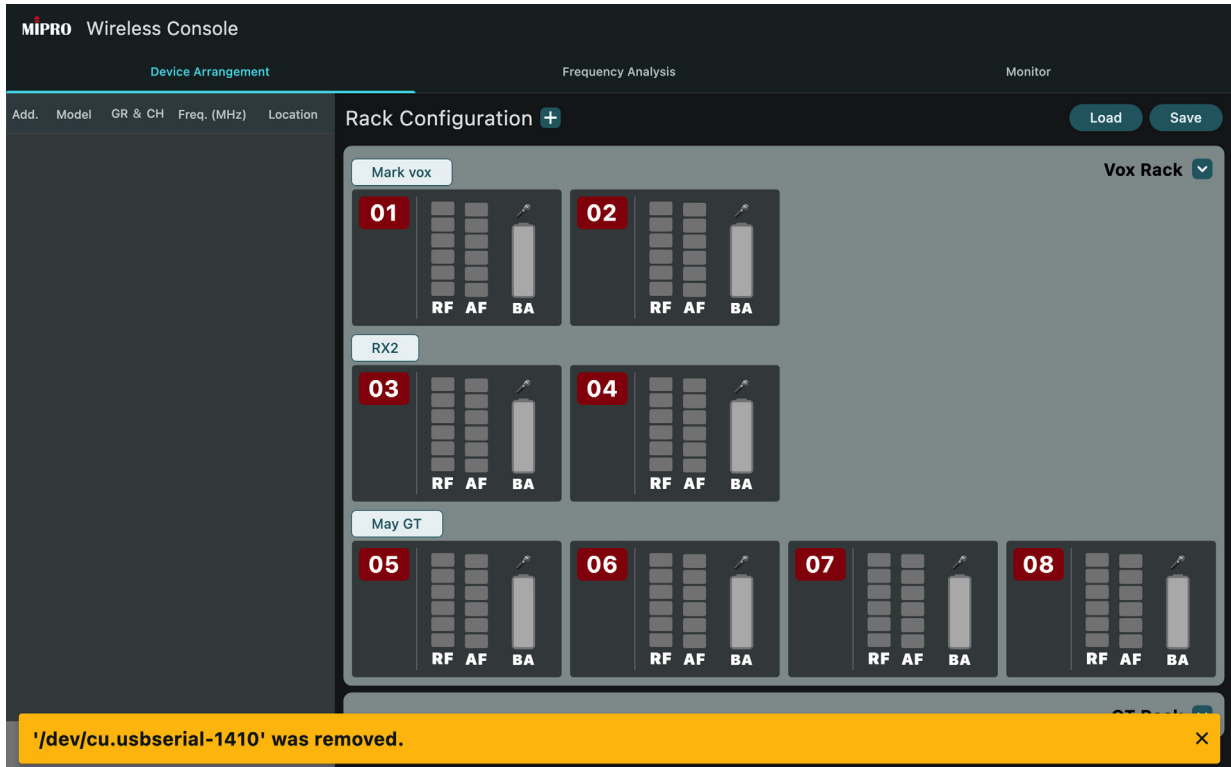 MIPRO Wireless Console
Device Arrangement Frequency Analysis Monitor
Add. Model GR & CH Freq. (MHz) Location
Rack Configuration + Load Save
Mark vox Vox Rack
01 02
RF AF BA RF AF BA
RX2
03 04
RF AF BA RF AF BA
May GT
05 06 07 08
RF AF BA RF AF BA RF AF BA RF AF BA
'/dev/cu.usbserial-1410' was removed. ×